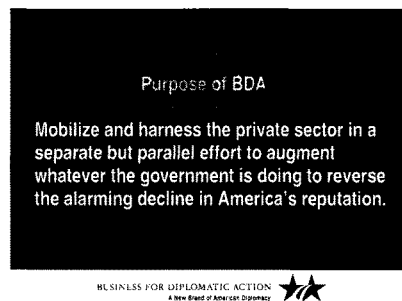 Purpose of BDA
Mobilize and harness the private sector in a
separate but parallel effort to augment
whatever the government is doing to reverse
the alarming decline in America's reputation.
BUSINESS FOR DIPLOMATIC ACTION
A New Brand of American Diplomacy